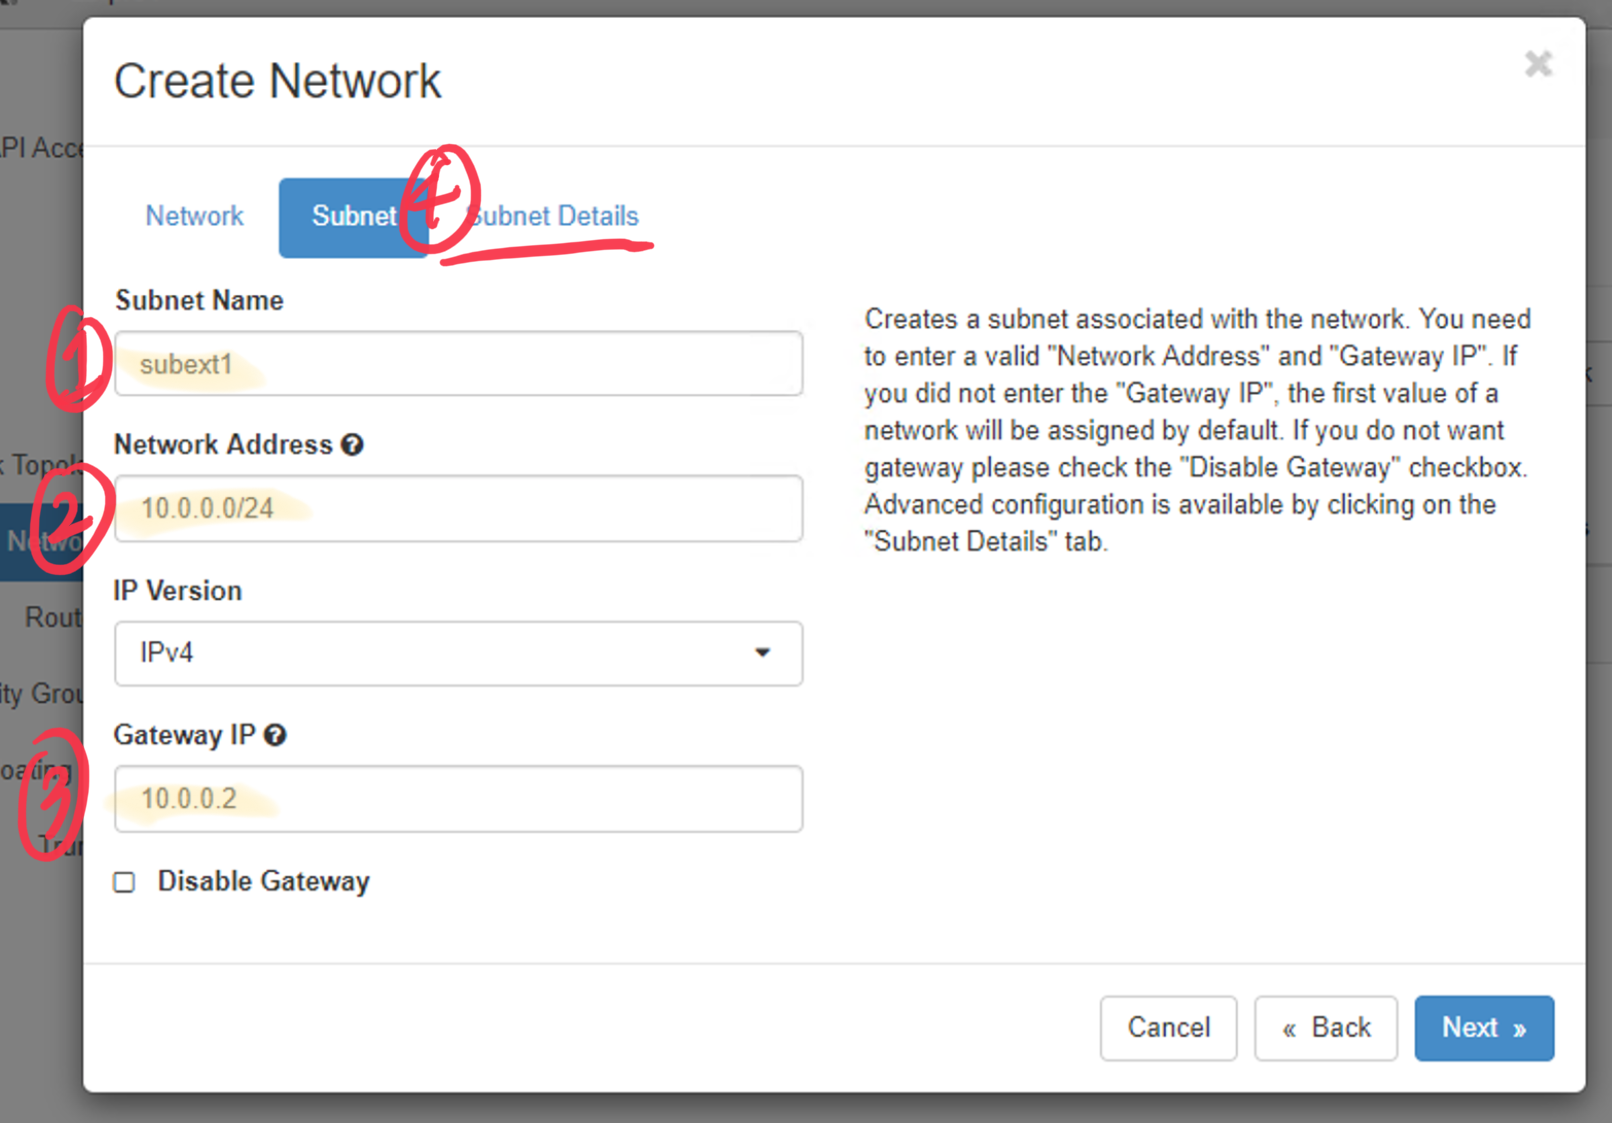 Create Network
API Acce
Network
Subnet
4
Subnet Details
Subnet Name
1
subext1
Creates a subnet associated with the network. You need
to enter a valid "Network Address" and "Gateway IP". If
you did not enter the "Gateway IP", the first value of a
network will be assigned by default. If you do not want
gateway please check the "Disable Gateway" checkbox.
Advanced configuration is available by clicking on the
"Subnet Details" tab.
Network Address
k Topol
2
10.0.0.0/24
Netwo
IP Version
Rout
IPv4
ity Grou
Gateway IP
oating
3
10.0.0.2
Trun
Disable Gateway
Cancel
« Back
Next »